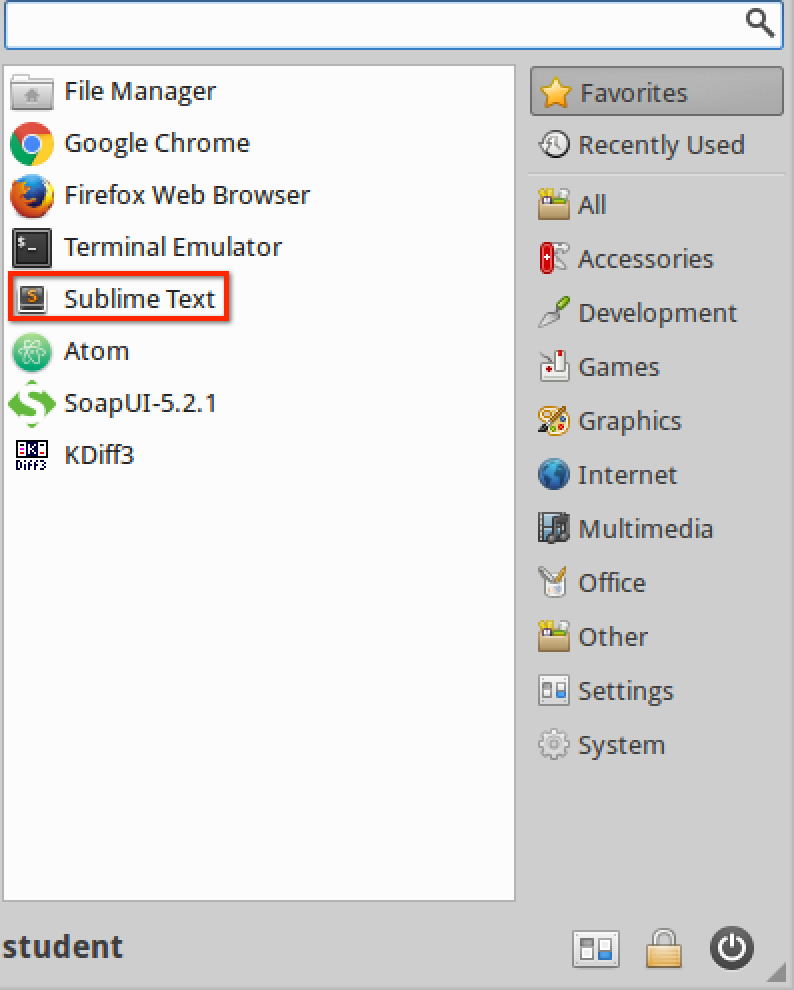 File Manager
Google Chrome
Firefox Web Browser
$_
Terminal Emulator
S
Sublime Text
Atom
SoapUI-5.2.1
KDiff3
Favorites
Recently Used
All
Accessories
Development
Games
Graphics
Internet
Multimedia
Office
Other
Settings
System
student